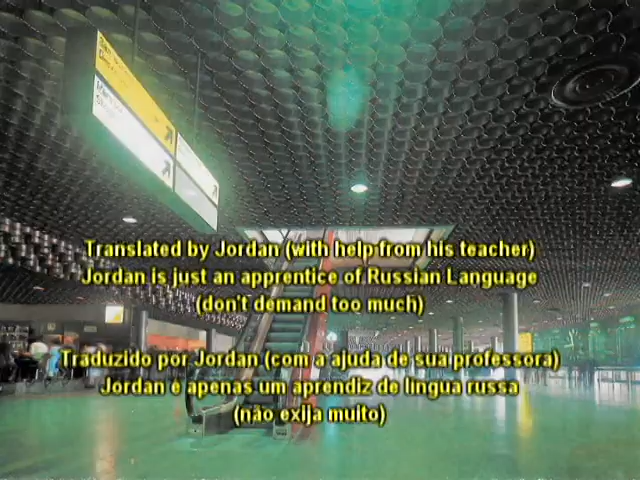 Translated by Jordan (with help from his teacher)
Jordan is just an apprentice of Russian Language
(don't demand too much)
Traduzido por Jordan (com a ajuda de sua professora)
Jordan é apenas um aprendiz de língua russa
(não exija muito)